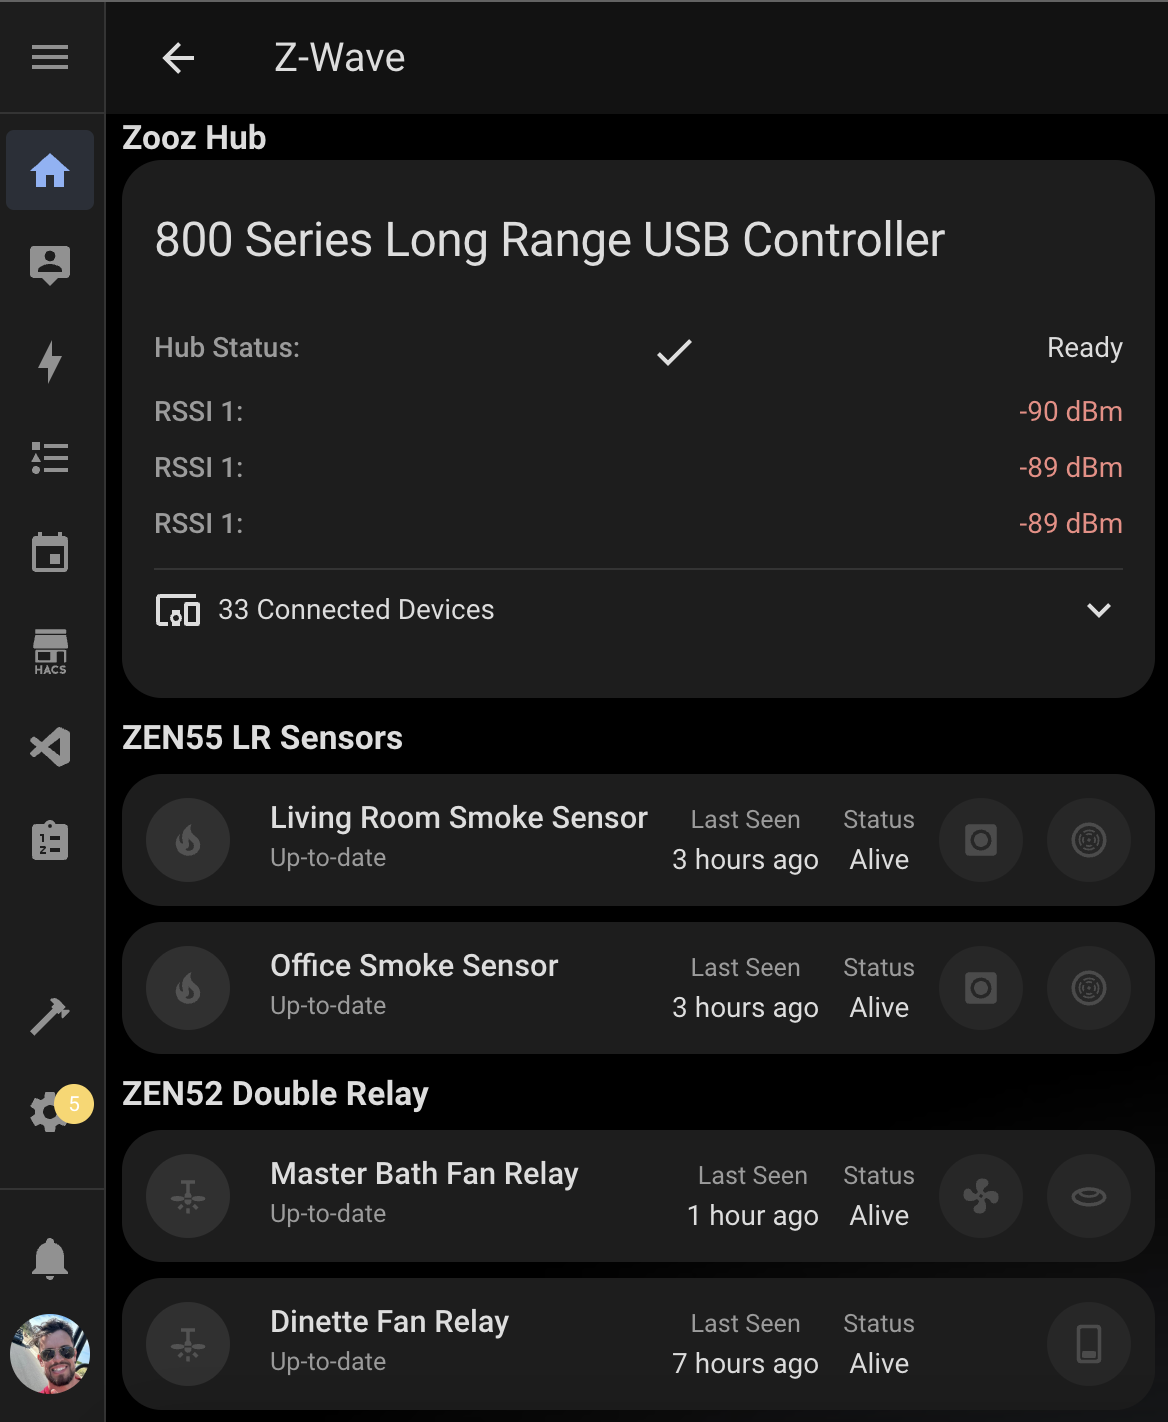 Z-Wave
Zooz Hub
800 Series Long Range USB Controller
Hub Status: Ready
RSSI 1: -90 dBm
RSSI 1: -89 dBm
RSSI 1: -89 dBm
33 Connected Devices
HACS
ZEN55 LR Sensors
Living Room Smoke Sensor Last Seen Status
Up-to-date 3 hours ago Alive
Office Smoke Sensor Last Seen Status
Up-to-date 3 hours ago Alive
5
ZEN52 Double Relay
Master Bath Fan Relay Last Seen Status
Up-to-date 1 hour ago Alive
Dinette Fan Relay Last Seen Status
Up-to-date 7 hours ago Alive